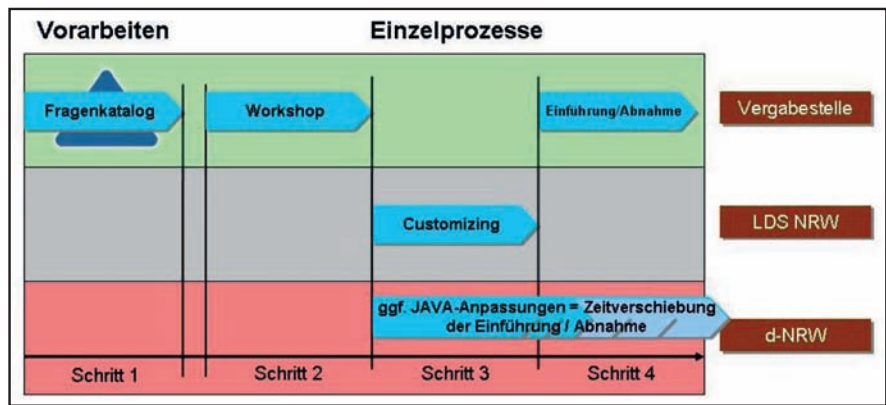 Vorarbeiten
Einzelprozesse
Fragenkatalog
Workshop
Einführung/Abnahme
Vergabestelle
Customizing
LDS NRW
ggf. JAVA-Anpassungen = Zeitverschiebung
der Einführung / Abnahme
d-NRW
Schritt 1
Schritt 2
Schritt 3
Schritt 4